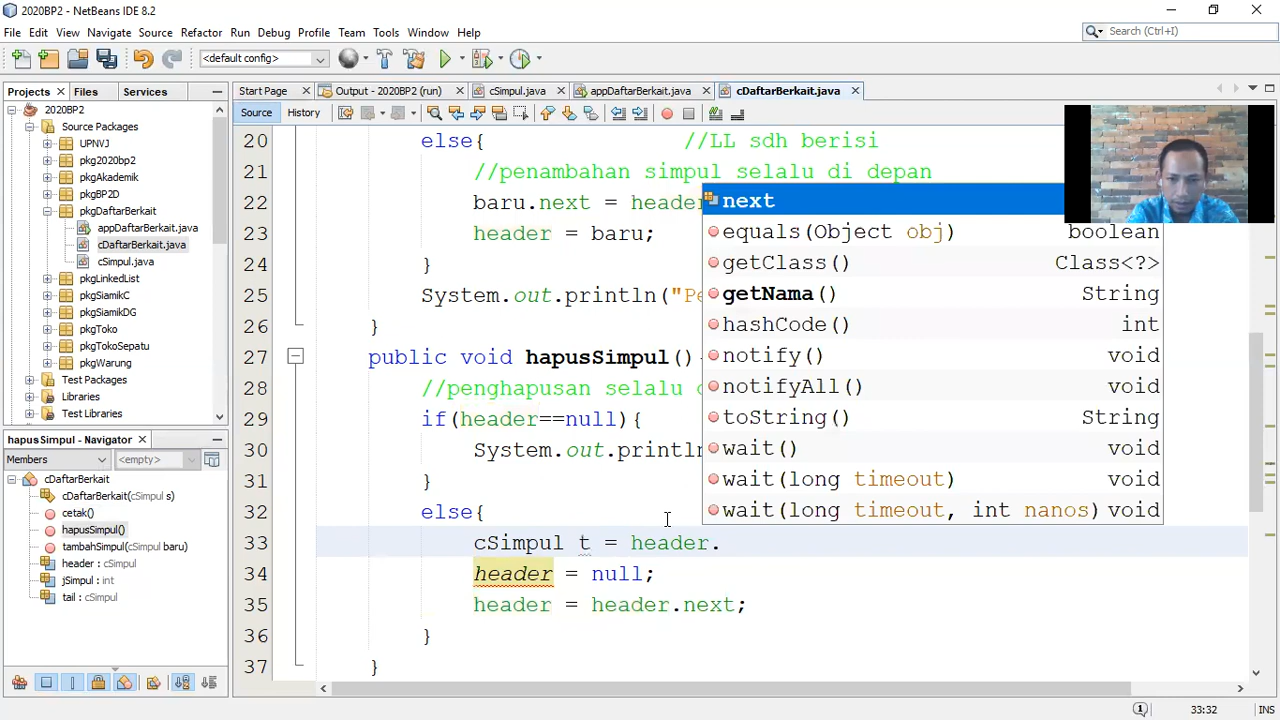 2020BP2 - NetBeans IDE 8.2
File Edit View Navigate Source Refactor Run Debug Profile Team Tools Window Help
Search (Ctrl+I)
<default config>
Projects Files Services
Start Page Output - 2020BP2 (run) cSimpul.java appDaftarBerkait.java cDaftarBerkait.java
Source History
2020BP2
Source Packages
UPNVJ
pkg2020bp2
pkgAkademik
pkgBP2D
pkgDaftarBerkait
appDaftarBerkait.java
cDaftarBerkait.java
cSimpul.java
pkgLinkedList
pkgSiamikC
pkgSiamikDG
pkgToko
pkgTokoSepatu
pkgWarung
Test Packages
Libraries
Test Libraries
hapusSimpul - Navigator
Members <empty>
cDaftarBerkait
cDaftarBerkait(cSimpul s)
cetak()
hapusSimpul()
tambahSimpul(cSimpul baru)
header : cSimpul
jSimpul : int
tail : cSimpul
20 else{ //LL sdh berisi
21 //penambahan simpul selalu di depan
22 baru.next = header
23 header = baru;
24 }
25 System.out.println("Pe
26 }
27 public void hapusSimpul()
28 //penghapusan selalu
29 if(header==null){
30 System.out.println
31 }
32 else{
33 cSimpul t = header.
34 header = null;
35 header = header.next;
36 }
37 }
next
equals(Object obj) boolean
getClass() Class<?>
getNama() String
hashCode() int
notify() void
notifyAll() void
toString() String
wait() void
wait(long timeout) void
wait(long timeout, int nanos) void
33:32 INS